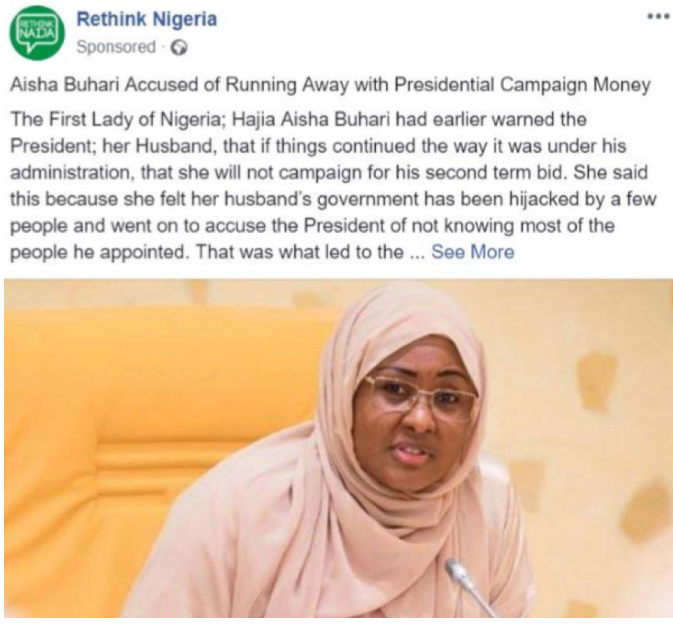 RETHINK
NAIJA
Rethink Nigeria
Sponsored ·
Aisha Buhari Accused of Running Away with Presidential Campaign Money
The First Lady of Nigeria; Hajia Aisha Buhari had earlier warned the
President; her Husband, that if things continued the way it was under his
administration, that she will not campaign for his second term bid. She said
this because she felt her husband's government has been hijacked by a few
people and went on to accuse the President of not knowing most of the
people he appointed. That was what led to the ... See More